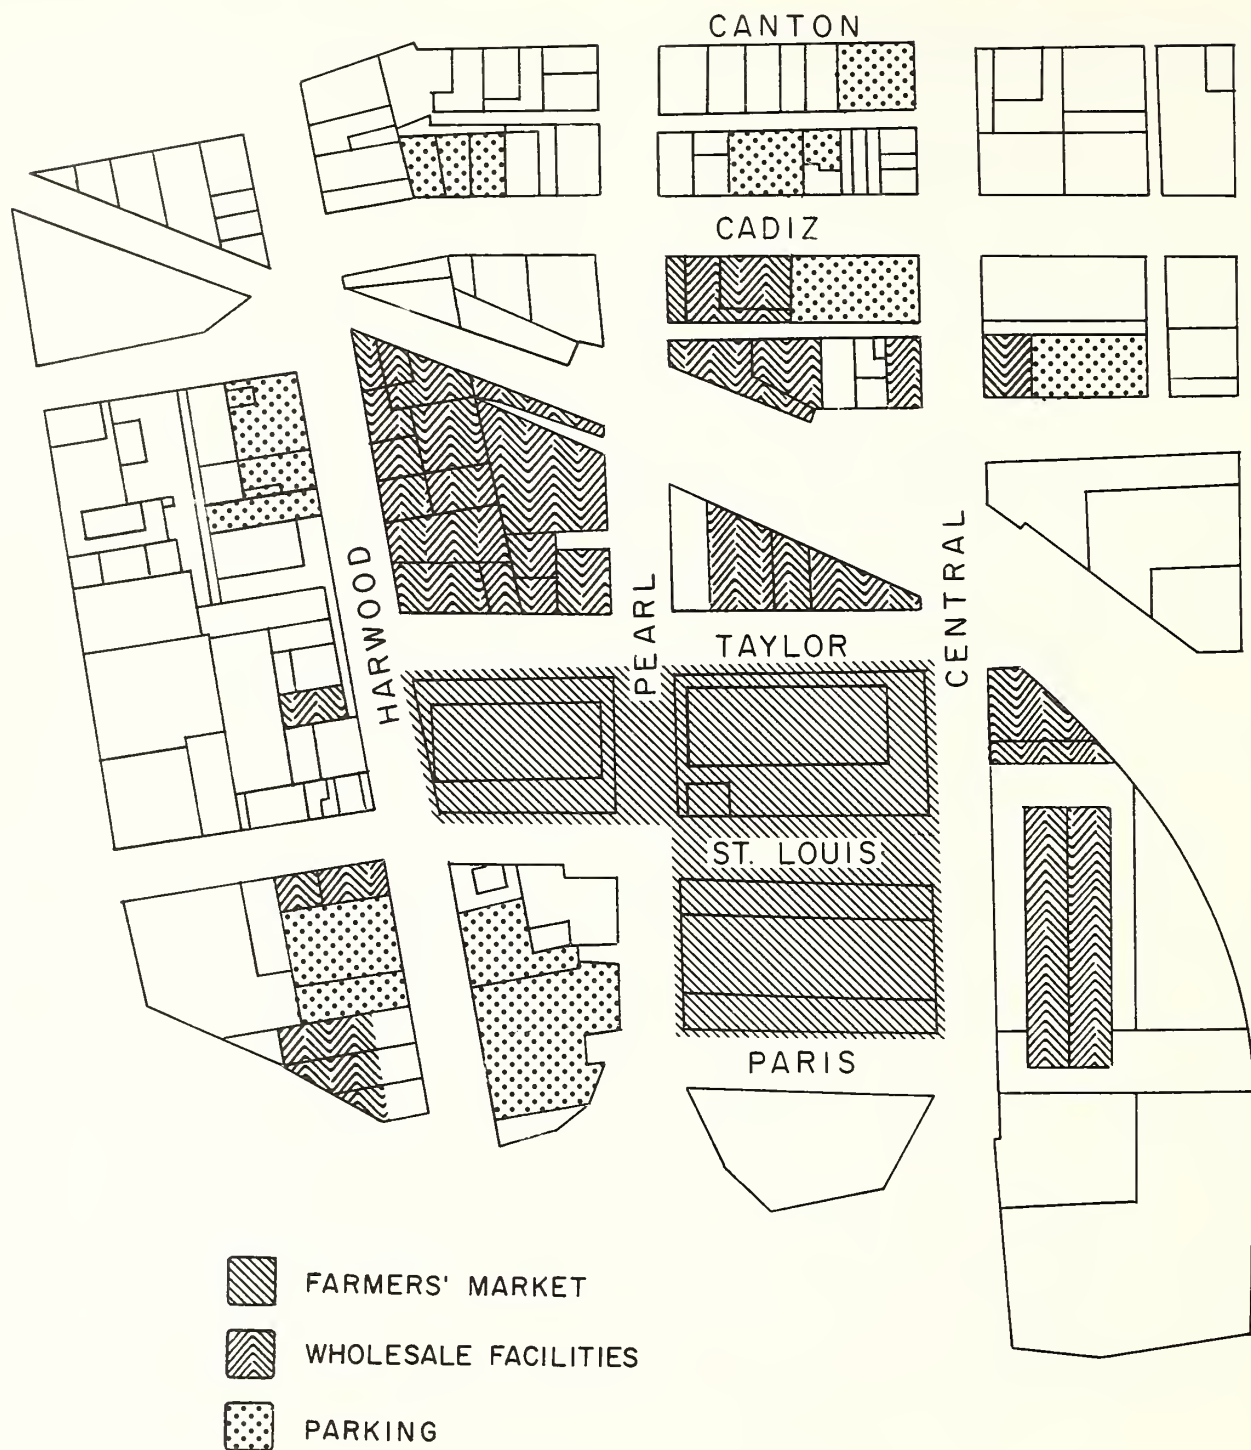 CANTON
CADIZ
HARWOOD
PEARL
CENTRAL
TAYLOR
ST. LOUIS
PARIS
FARMERS' MARKET
WHOLESALE FACILITIES
PARKING